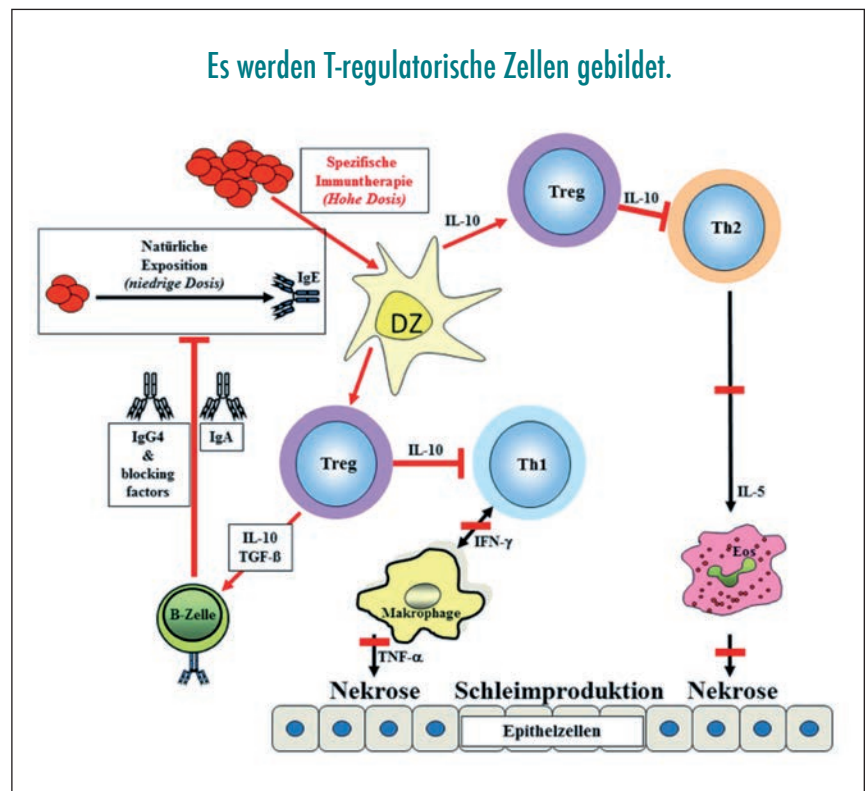 Es werden T-regulatorische Zellen gebildet.
Spezifische
Immuntherapie
(Hohe Dosis)
IL-10
Treg
IL-10
Th2
Natürliche
Exposition
(niedrige Dosis)
IgE
DZ
IgG4
&
blocking
factors
IgA
Treg
IL-10
Th1
IL-10
TGF-ß
IFN-γ
IL-5
Eos
B-Zelle
Makrophage
TNF-α
Nekrose
Schleimproduktion
Nekrose
Epithelzellen